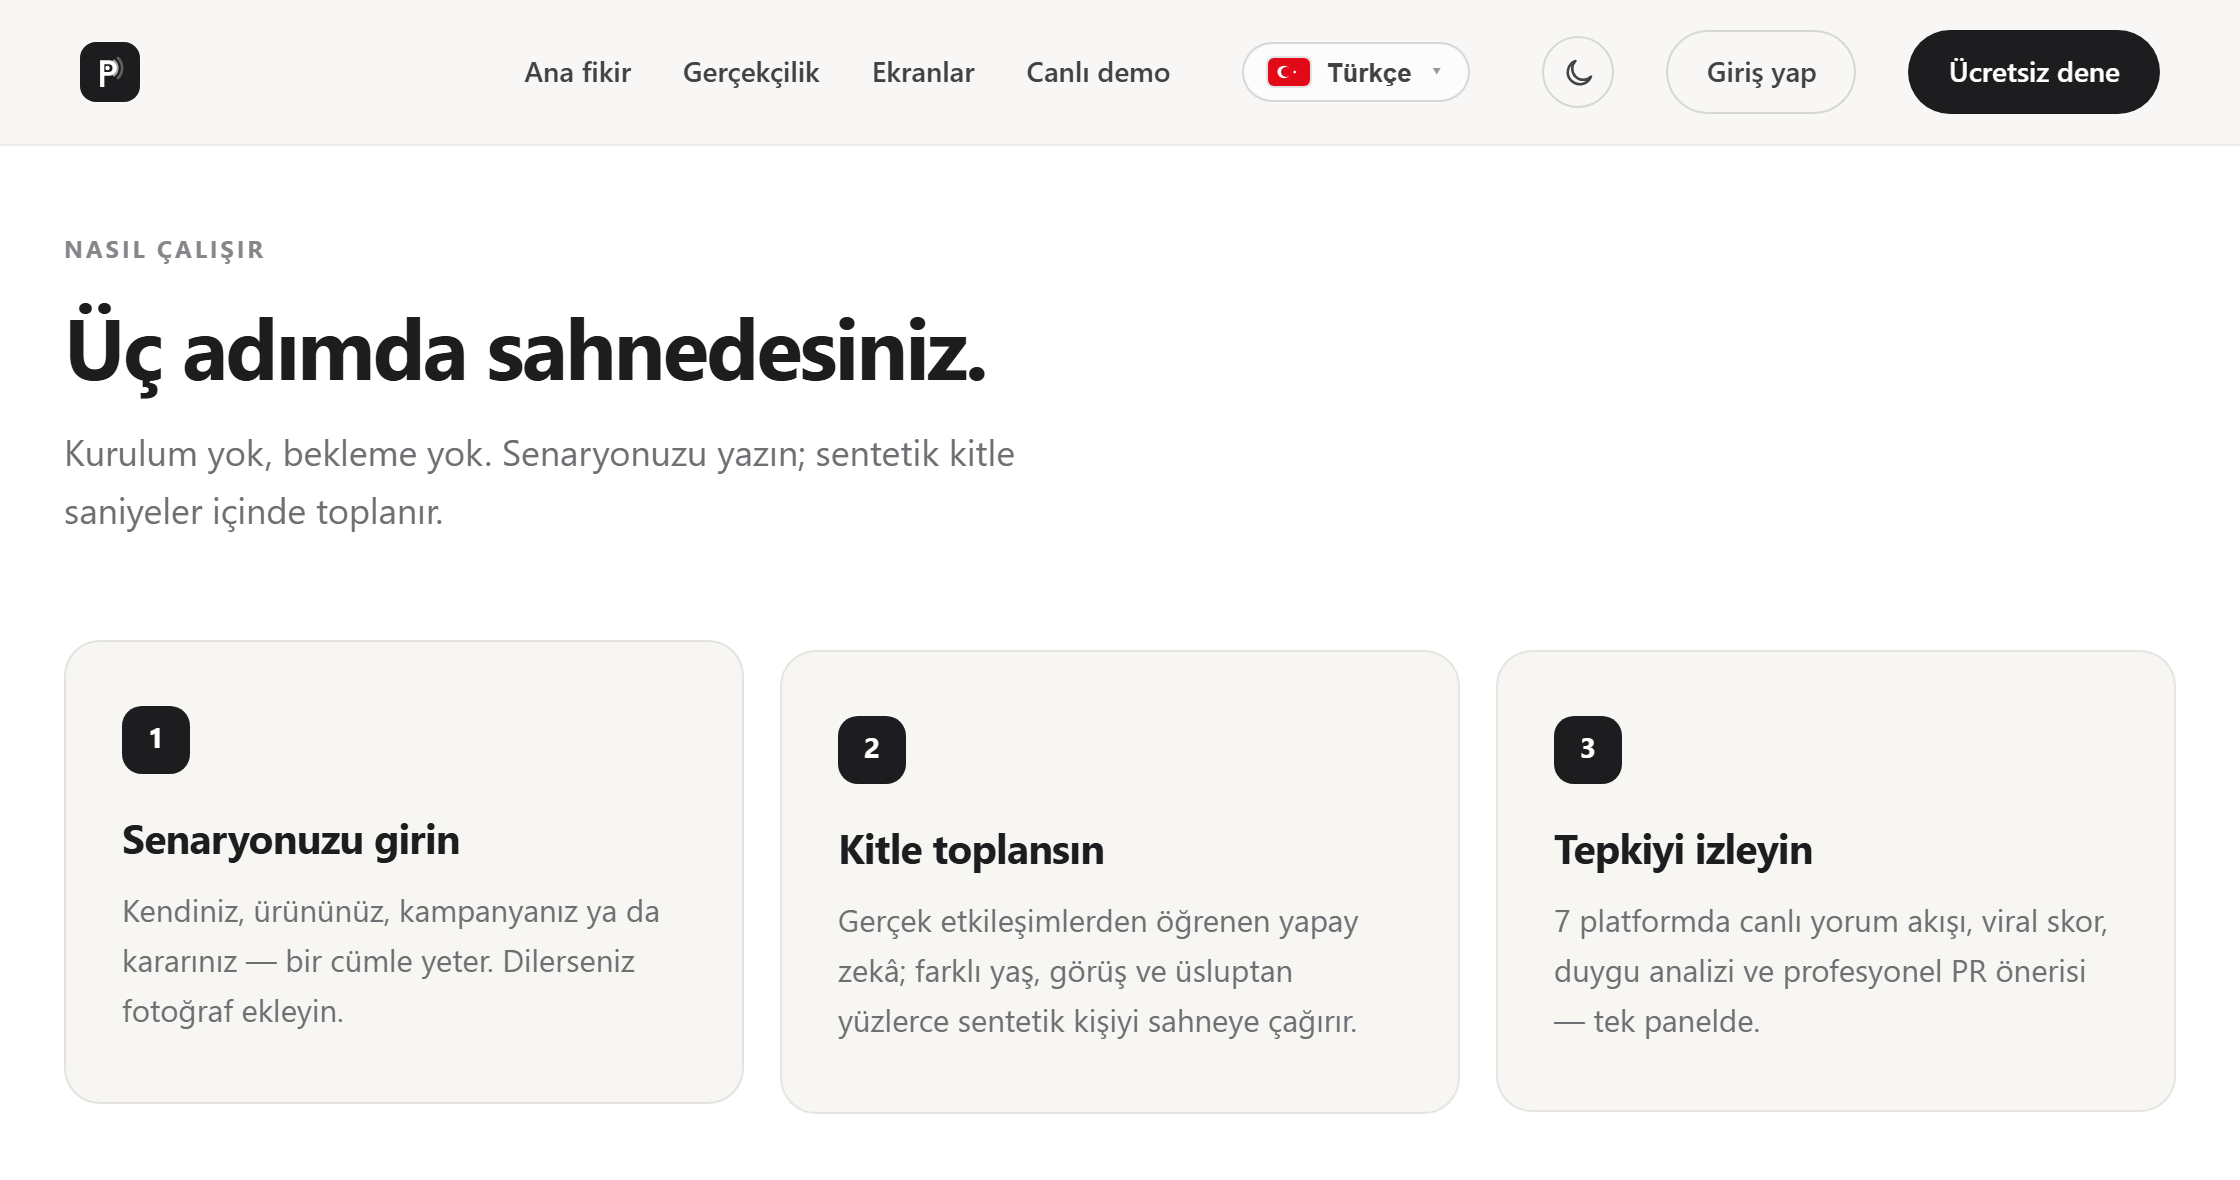 P
Ana fikir
Gerçekçilik
Ekranlar
Canlı demo
Türkçe
Giriş yap
Ücretsiz dene
NASIL ÇALIŞIR
Üç adımda sahnedesiniz.
Kurulum yok, bekleme yok. Senaryonuzu yazın; sentetik kitle
saniyeler içinde toplanır.
1
Senaryonuzu girin
Kendiniz, ürününüz, kampanyanız ya da
kararınız — bir cümle yeter. Dilerseniz
fotoğraf ekleyin.
2
Kitle toplansın
Gerçek etkileşimlerden öğrenen yapay
zekâ; farklı yaş, görüş ve üsluptan
yüzlerce sentetik kişiyi sahneye çağırır.
3
Tepkiyi izleyin
7 platformda canlı yorum akışı, viral skor,
duygu analizi ve profesyonel PR önerisi
— tek panelde.